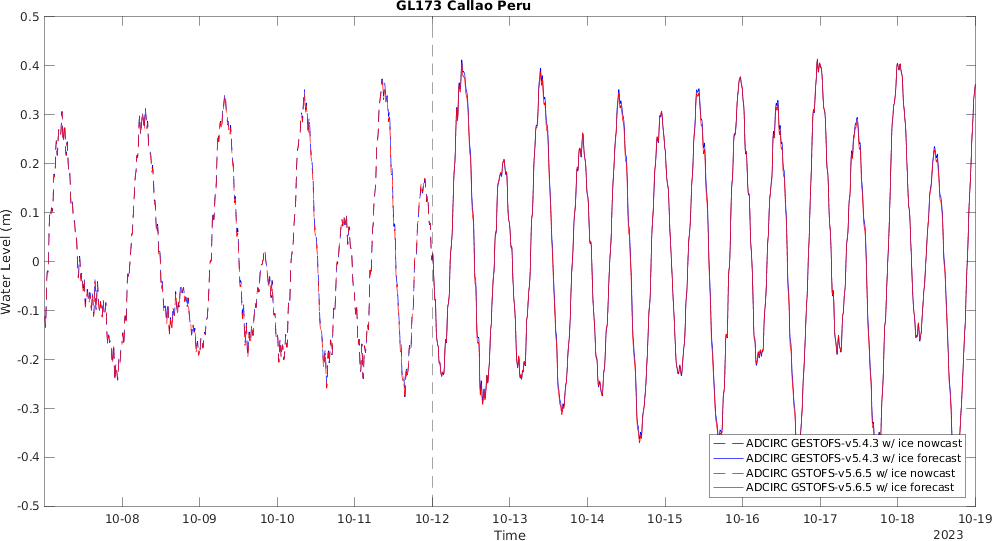 GL173 Callao Peru
0.5
0.4
0.3
0.2
0.1
0
-0.1
-0.2
-0.3
-0.4
-0.5
Water Level (m)
ADCIRC GESTOFS-v5.4.3 w/ ice nowcast
ADCIRC GESTOFS-v5.4.3 w/ ice forecast
ADCIRC GSTOFS-v5.6.5 w/ ice nowcast
ADCIRC GSTOFS-v5.6.5 w/ ice forecast
10-08 10-09 10-10 10-11 10-12 10-13 10-14 10-15 10-16 10-17 10-18 10-19
Time
2023